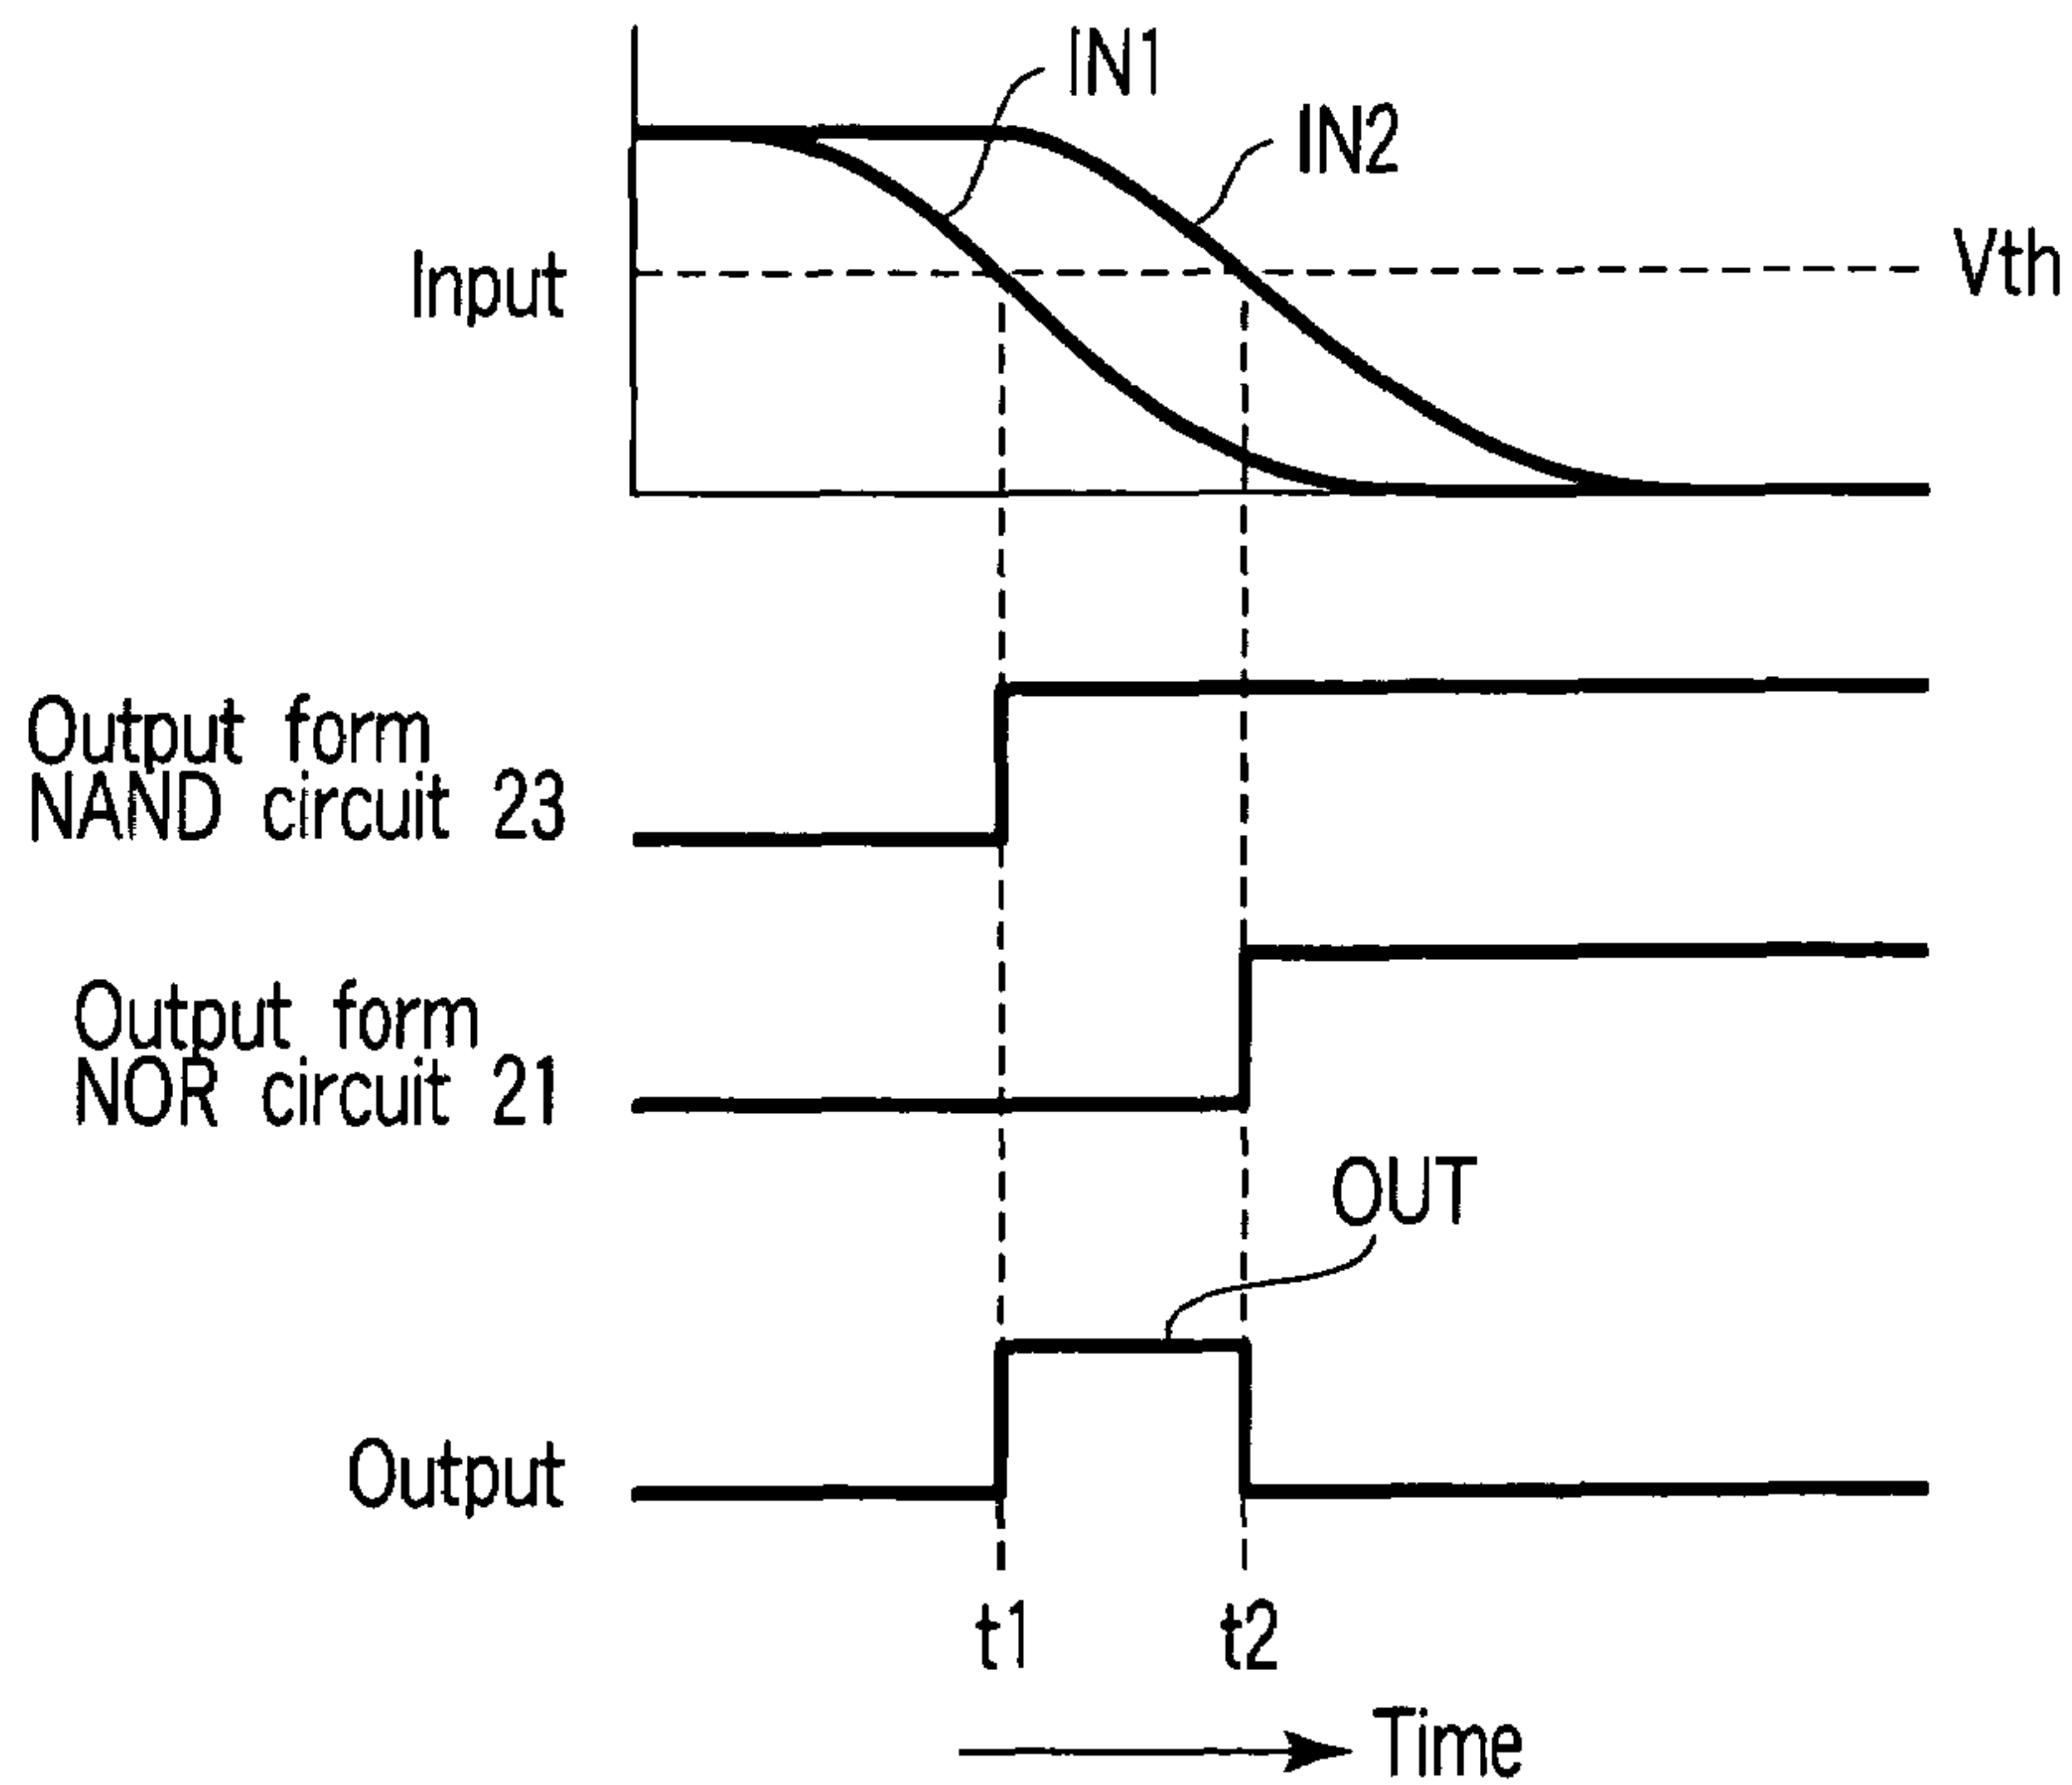 IN1
IN2
Input
Vth
Output form
NAND circuit 23
Output form
NOR circuit 21
OUT
Output
t1
t2
Time